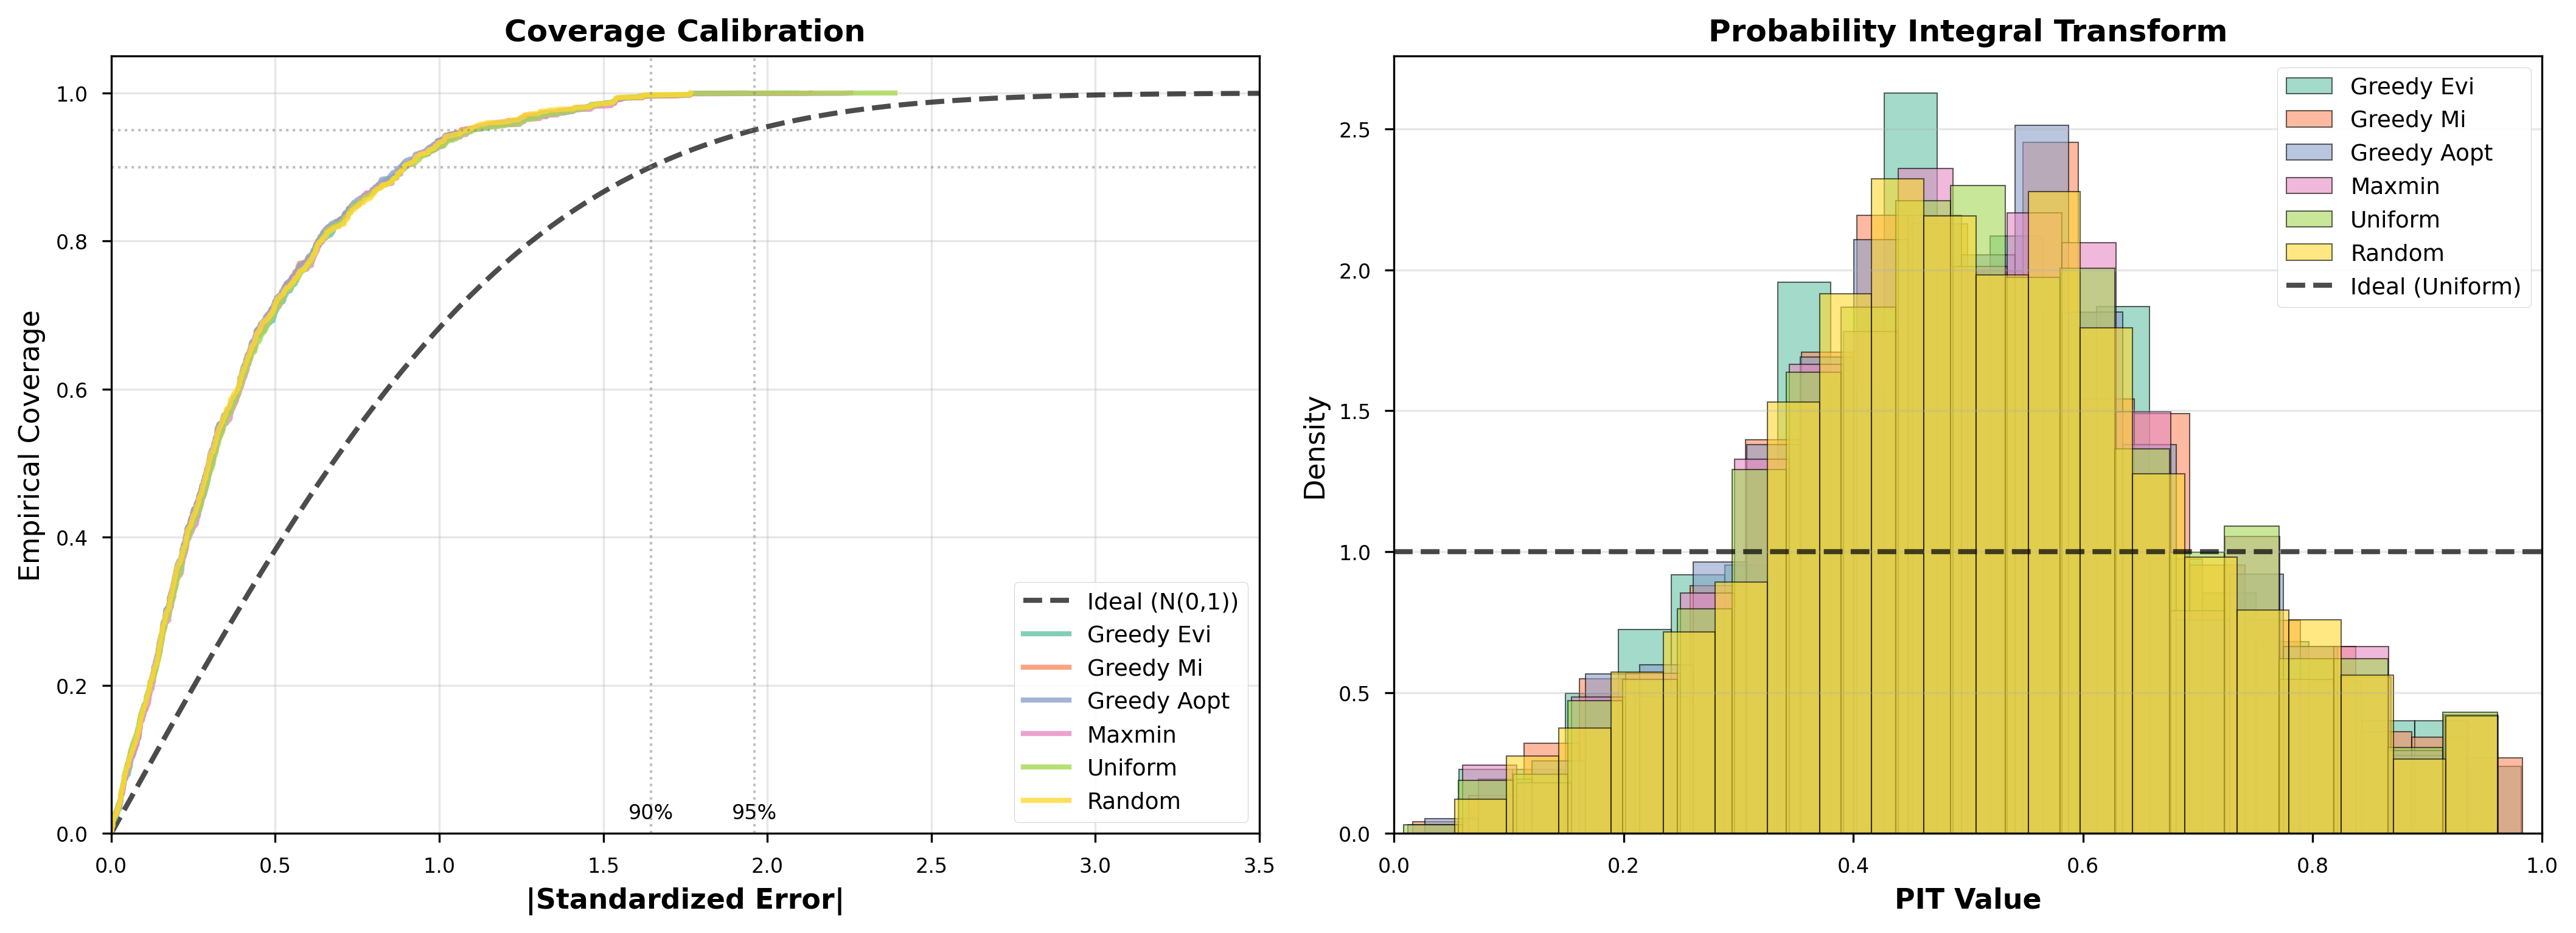 Coverage Calibration
Empirical Coverage
1.0
0.8
0.6
0.4
0.2
0.0
90%
95%
Ideal (N(0,1))
Greedy Evi
Greedy Mi
Greedy Aopt
Maxmin
Uniform
Random
0.0 0.5 1.0 1.5 2.0 2.5 3.0 3.5
|Standardized Error|
Probability Integral Transform
Density
2.5
2.0
1.5
1.0
0.5
0.0
Greedy Evi
Greedy Mi
Greedy Aopt
Maxmin
Uniform
Random
Ideal (Uniform)
0.0 0.2 0.4 0.6 0.8 1.0
PIT Value